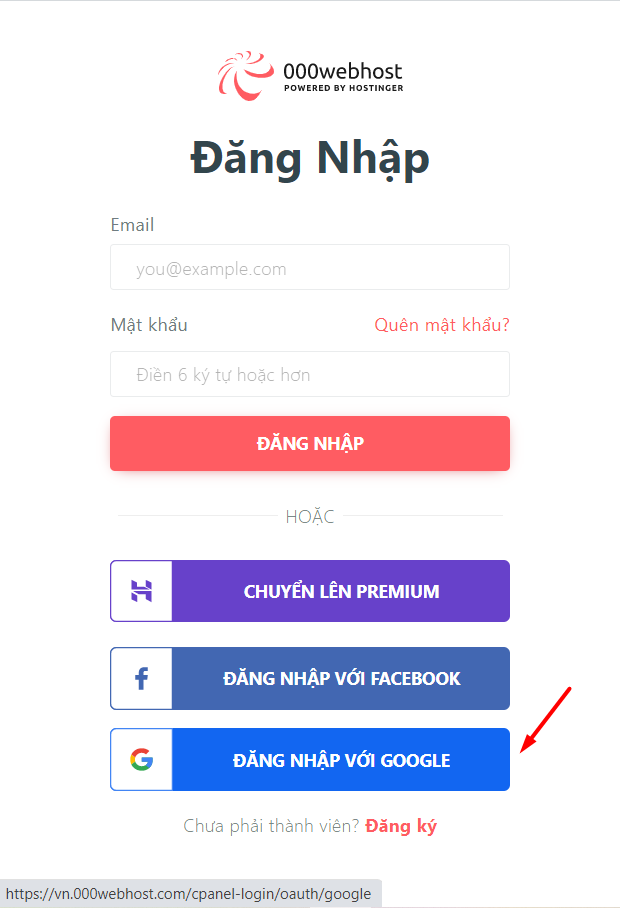 000webhost
POWERED BY HOSTINGER
Đăng Nhập
Email
you@example.com
Mật khẩu Quên mật khẩu?
Điền 6 ký tự hoặc hơn
ĐĂNG NHẬP
HOẶC
CHUYỂN LÊN PREMIUM
ĐĂNG NHẬP VỚI FACEBOOK
ĐĂNG NHẬP VỚI GOOGLE
Chưa phải thành viên? Đăng ký
https://vn.000webhost.com/cpanel-login/oauth/google